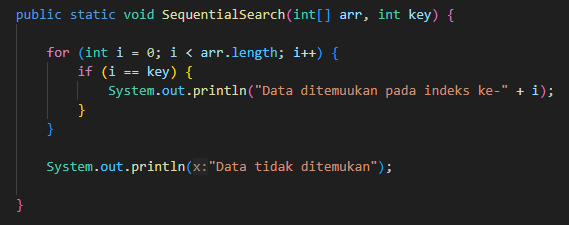 public static void SequentialSearch(int[] arr, int key) {
for (int i = 0; i < arr.length; i++) {
if (i == key) {
System.out.println("Data ditemuukan pada indeks ke-" + i);
}
}
System.out.println(x:"Data tidak ditemukan");
}